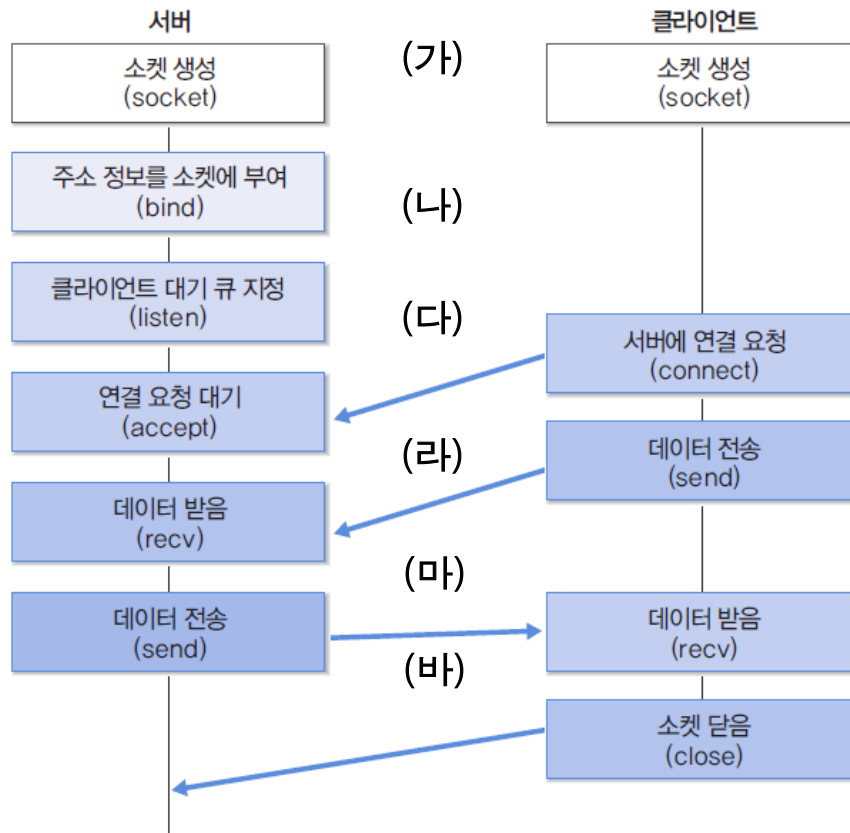 서버
클라이언트
소켓 생성
(socket)
(가)
소켓 생성
(socket)
주소 정보를 소켓에 부여
(bind)
(나)
클라이언트 대기 큐 지정
(listen)
(다)
서버에 연결 요청
(connect)
연결 요청 대기
(accept)
(라)
데이터 전송
(send)
데이터 받음
(recv)
(마)
데이터 전송
(send)
데이터 받음
(recv)
(바)
소켓 닫음
(close)